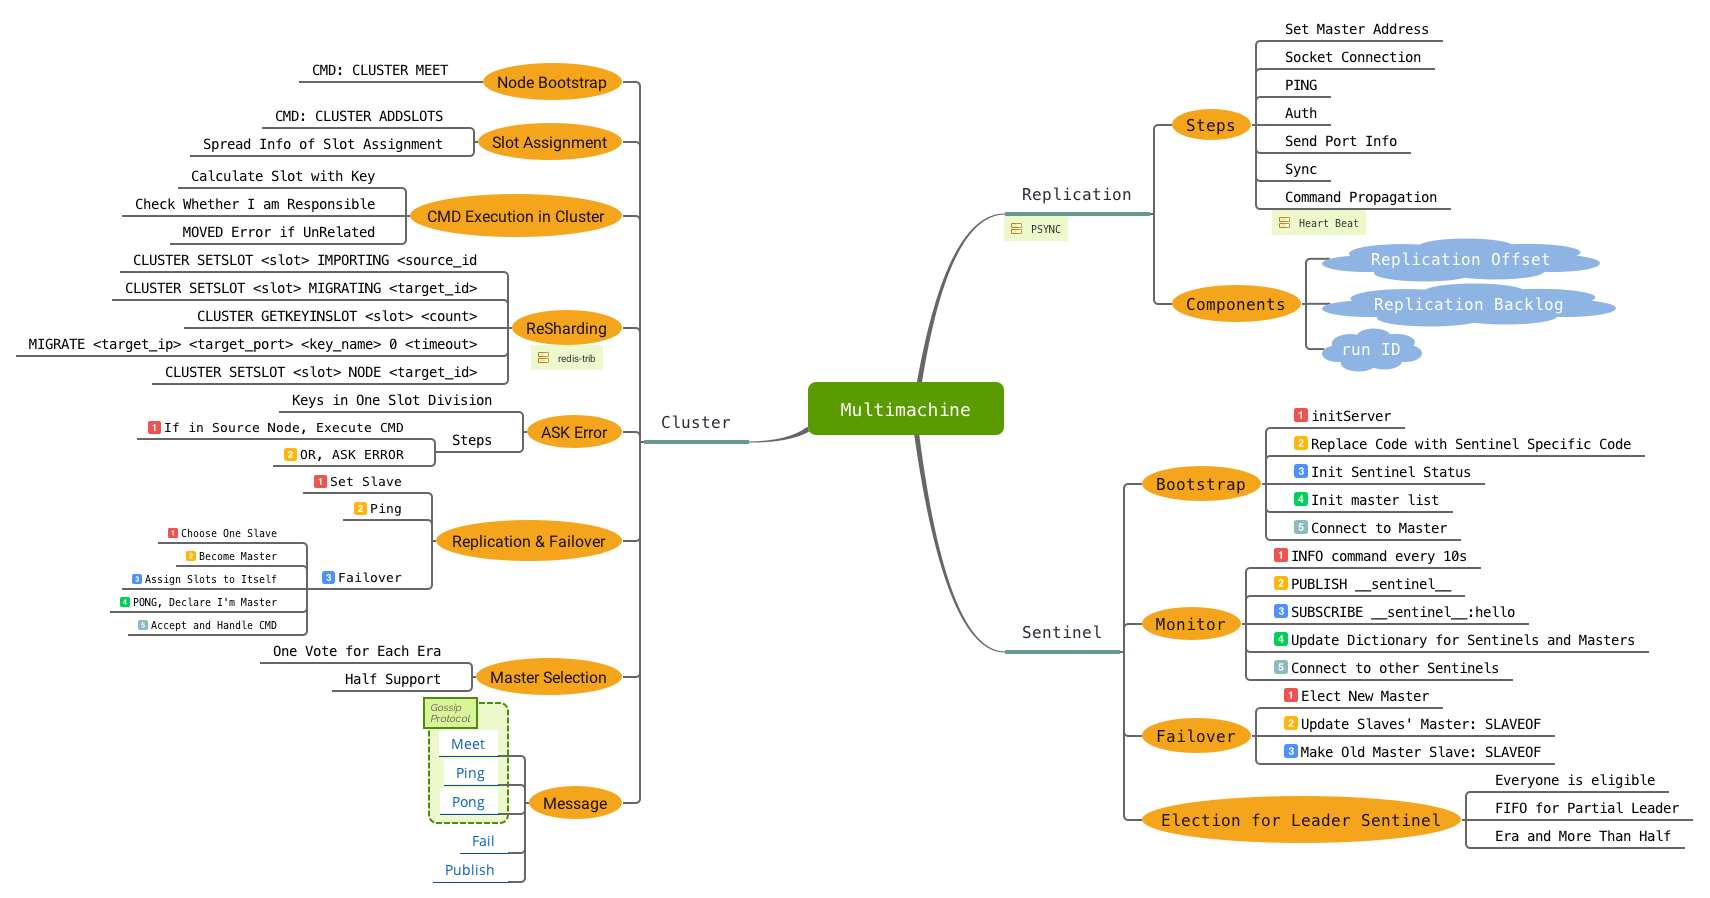 Multimachine
Replication
PSYNC
Steps
Set Master Address
Socket Connection
PING
Auth
Send Port Info
Sync
Command Propagation
Heart Beat
Components
Replication Offset
Replication Backlog
run ID
Sentinel
Bootstrap
1 initServer
2 Replace Code with Sentinel Specific Code
3 Init Sentinel Status
4 Init master list
5 Connect to Master
Monitor
1 INFO command every 10s
2 PUBLISH __sentinel__
3 SUBSCRIBE __sentinel__:hello
4 Update Dictionary for Sentinels and Masters
5 Connect to other Sentinels
Failover
1 Elect New Master
2 Update Slaves' Master: SLAVEOF
3 Make Old Master Slave: SLAVEOF
Election for Leader Sentinel
Everyone is eligible
FIFO for Partial Leader
Era and More Than Half
Cluster
Node Bootstrap
CMD: CLUSTER MEET
Slot Assignment
CMD: CLUSTER ADDSLOTS
Spread Info of Slot Assignment
CMD Execution in Cluster
Calculate Slot with Key
Check Whether I am Responsible
MOVED Error if UnRelated
ReSharding
redis-trib
CLUSTER SETSLOT <slot> IMPORTING <source_id
CLUSTER SETSLOT <slot> MIGRATING <target_id>
CLUSTER GETKEYINSLOT <slot> <count>
MIGRATE <target_ip> <target_port> <key_name> 0 <timeout>
CLUSTER SETSLOT <slot> NODE <target_id>
ASK Error
Keys in One Slot Division
Steps
1 If in Source Node, Execute CMD
2 OR, ASK ERROR
Replication & Failover
1 Set Slave
2 Ping
3 Failover
1 Choose One Slave
2 Become Master
3 Assign Slots to Itself
4 PONG, Declare I'm Master
5 Accept and Handle CMD
Master Selection
One Vote for Each Era
Half Support
Message
Gossip
Protocol
Meet
Ping
Pong
Fail
Publish